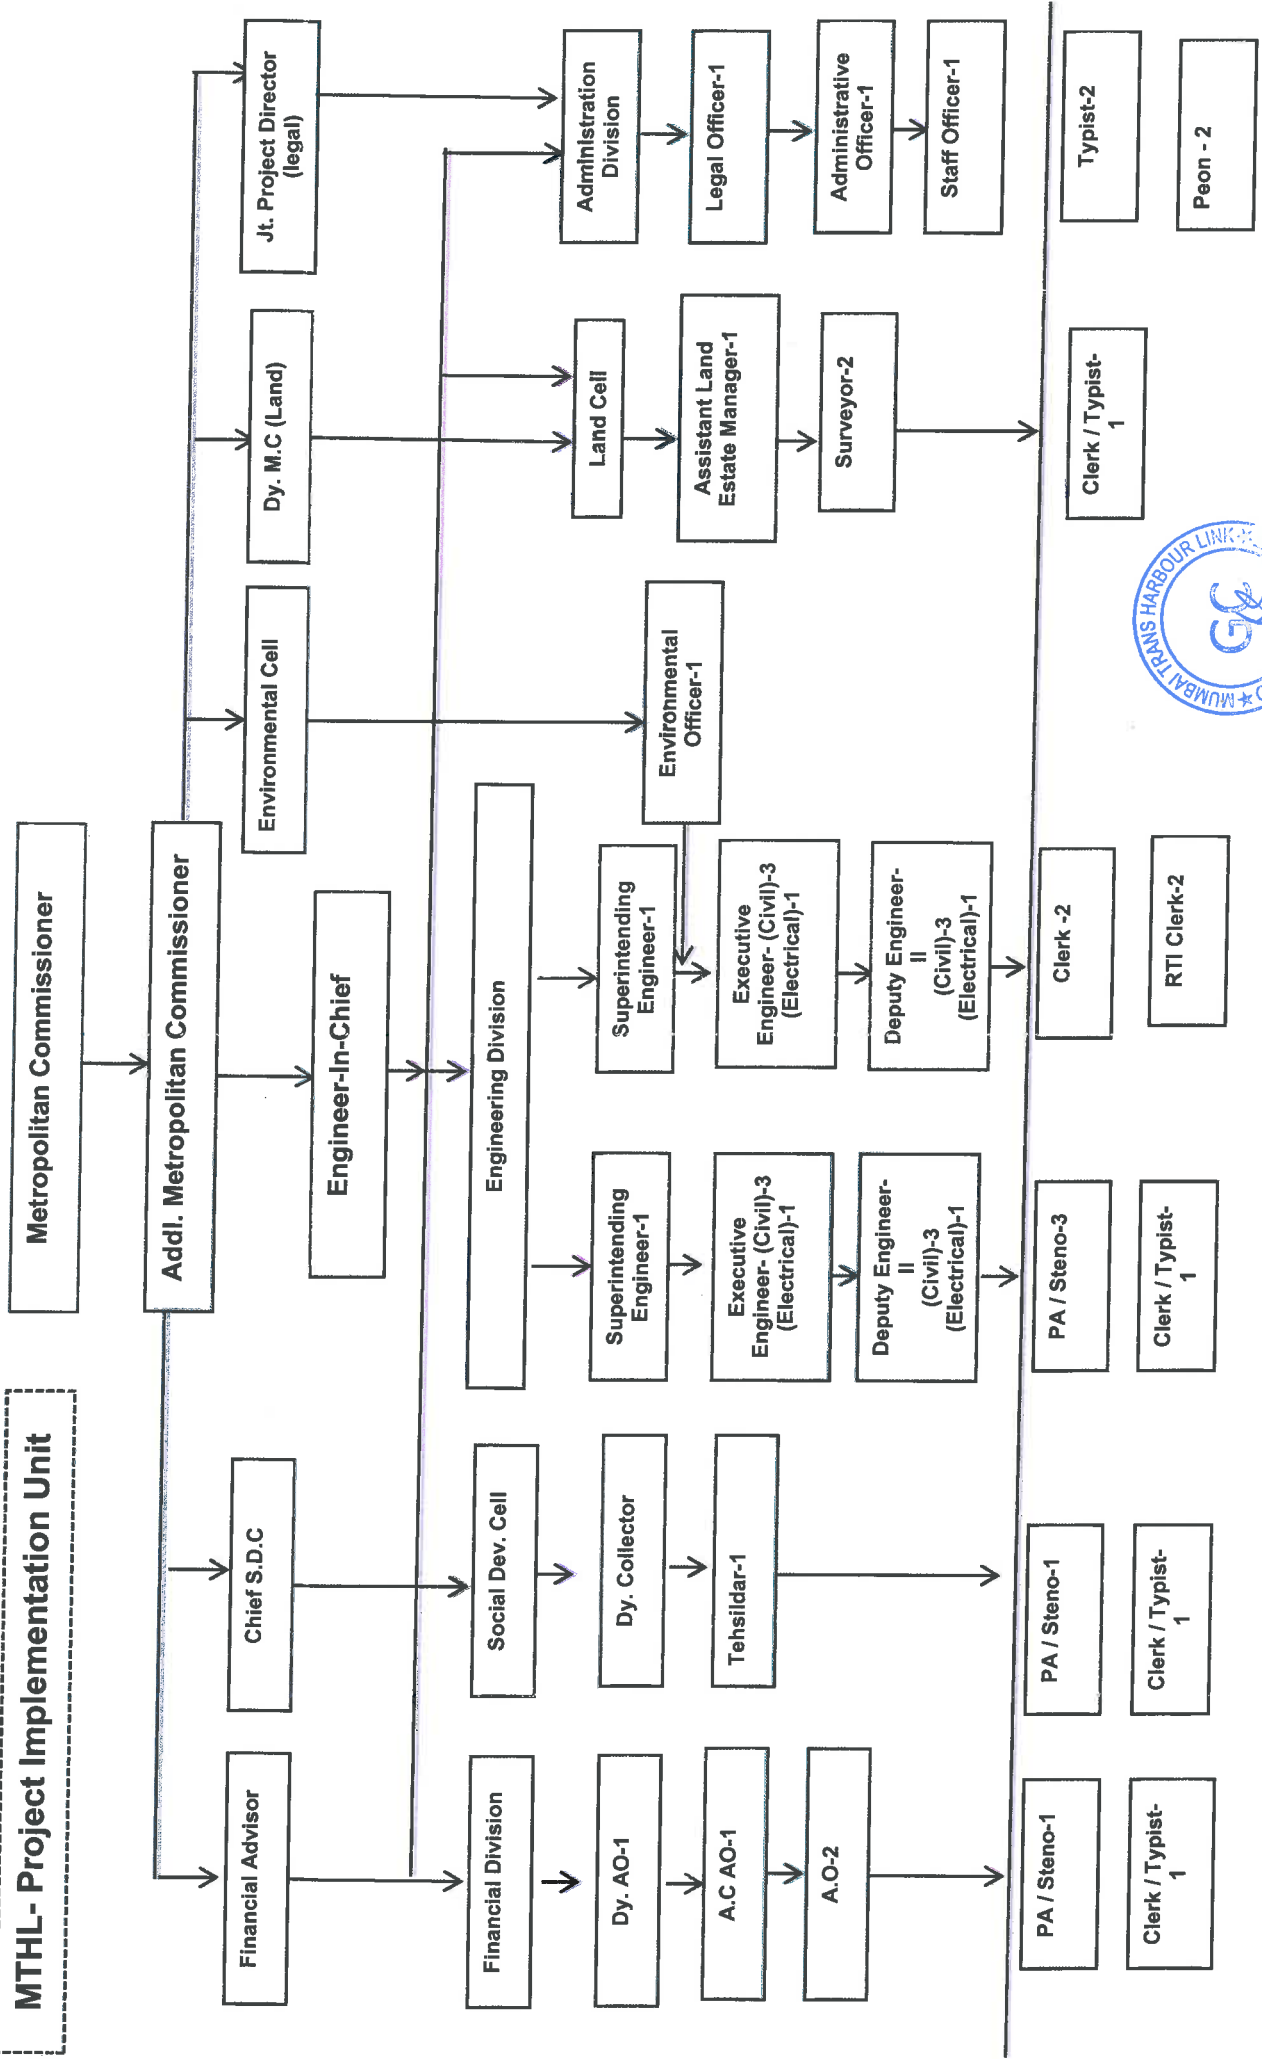 MTHL- Project Implementation Unit
Metropolitan Commissioner
Addl. Metropolitan Commissioner
Financial Advisor
Chief S.D.C
Engineer-In-Chief
Environmental Cell
Dy. M.C (Land)
Jt. Project Director
(legal)
Financial Division
Social Dev. Cell
Engineering Division
Land Cell
Administration
Division
Dy. AO-1
Dy. Collector
Superintending
Engineer-1
Superintending
Engineer-1
Environmental
Officer-1
Assistant Land
Estate Manager-1
Legal Officer-1
A.C AO-1
Tehsildar-1
Executive
Engineer- (Civil)-3
(Electrical)-1
Executive
Engineer- (Civil)-3
(Electrical)-1
Surveyor-2
Administrative
Officer-1
A.O-2
Deputy Engineer-
II
(Civil)-3
(Electrical)-1
Deputy Engineer-
II
(Civil)-3
(Electrical)-1
Staff Officer-1
PA / Steno-1
PA / Steno-1
PA / Steno-3
Clerk -2
Clerk / Typist-
1
Typist-2
Clerk / Typist-
1
Clerk / Typist-
1
Clerk / Typist-
1
RTI Clerk-2
Peon - 2
MUMBAI TRANS HARBOUR LINK